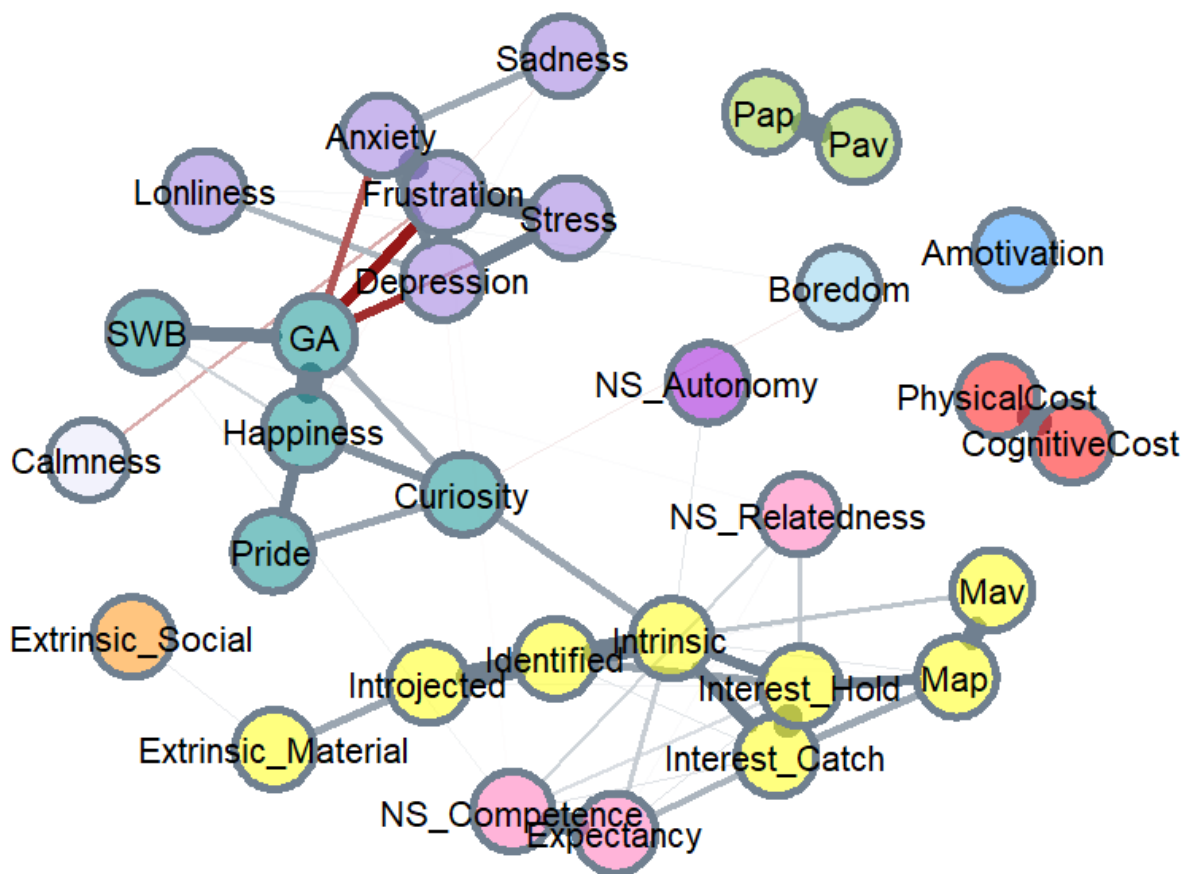 Sadness
Pap
Anxiety
Pav
Lonliness
Frustration
Stress
Amotivation
Depression
Boredom
SWB
GA
NS_Autonomy
PhysicalCost
Happiness
CognitiveCost
Calmness
Curiosity
NS_Relatedness
Pride
Mav
Extrinsic_Social
Intrinsic
Identified
Introjected
Interest_Hold
Map
Extrinsic_Material
Interest_Catch
NS_Competence
Expectancy